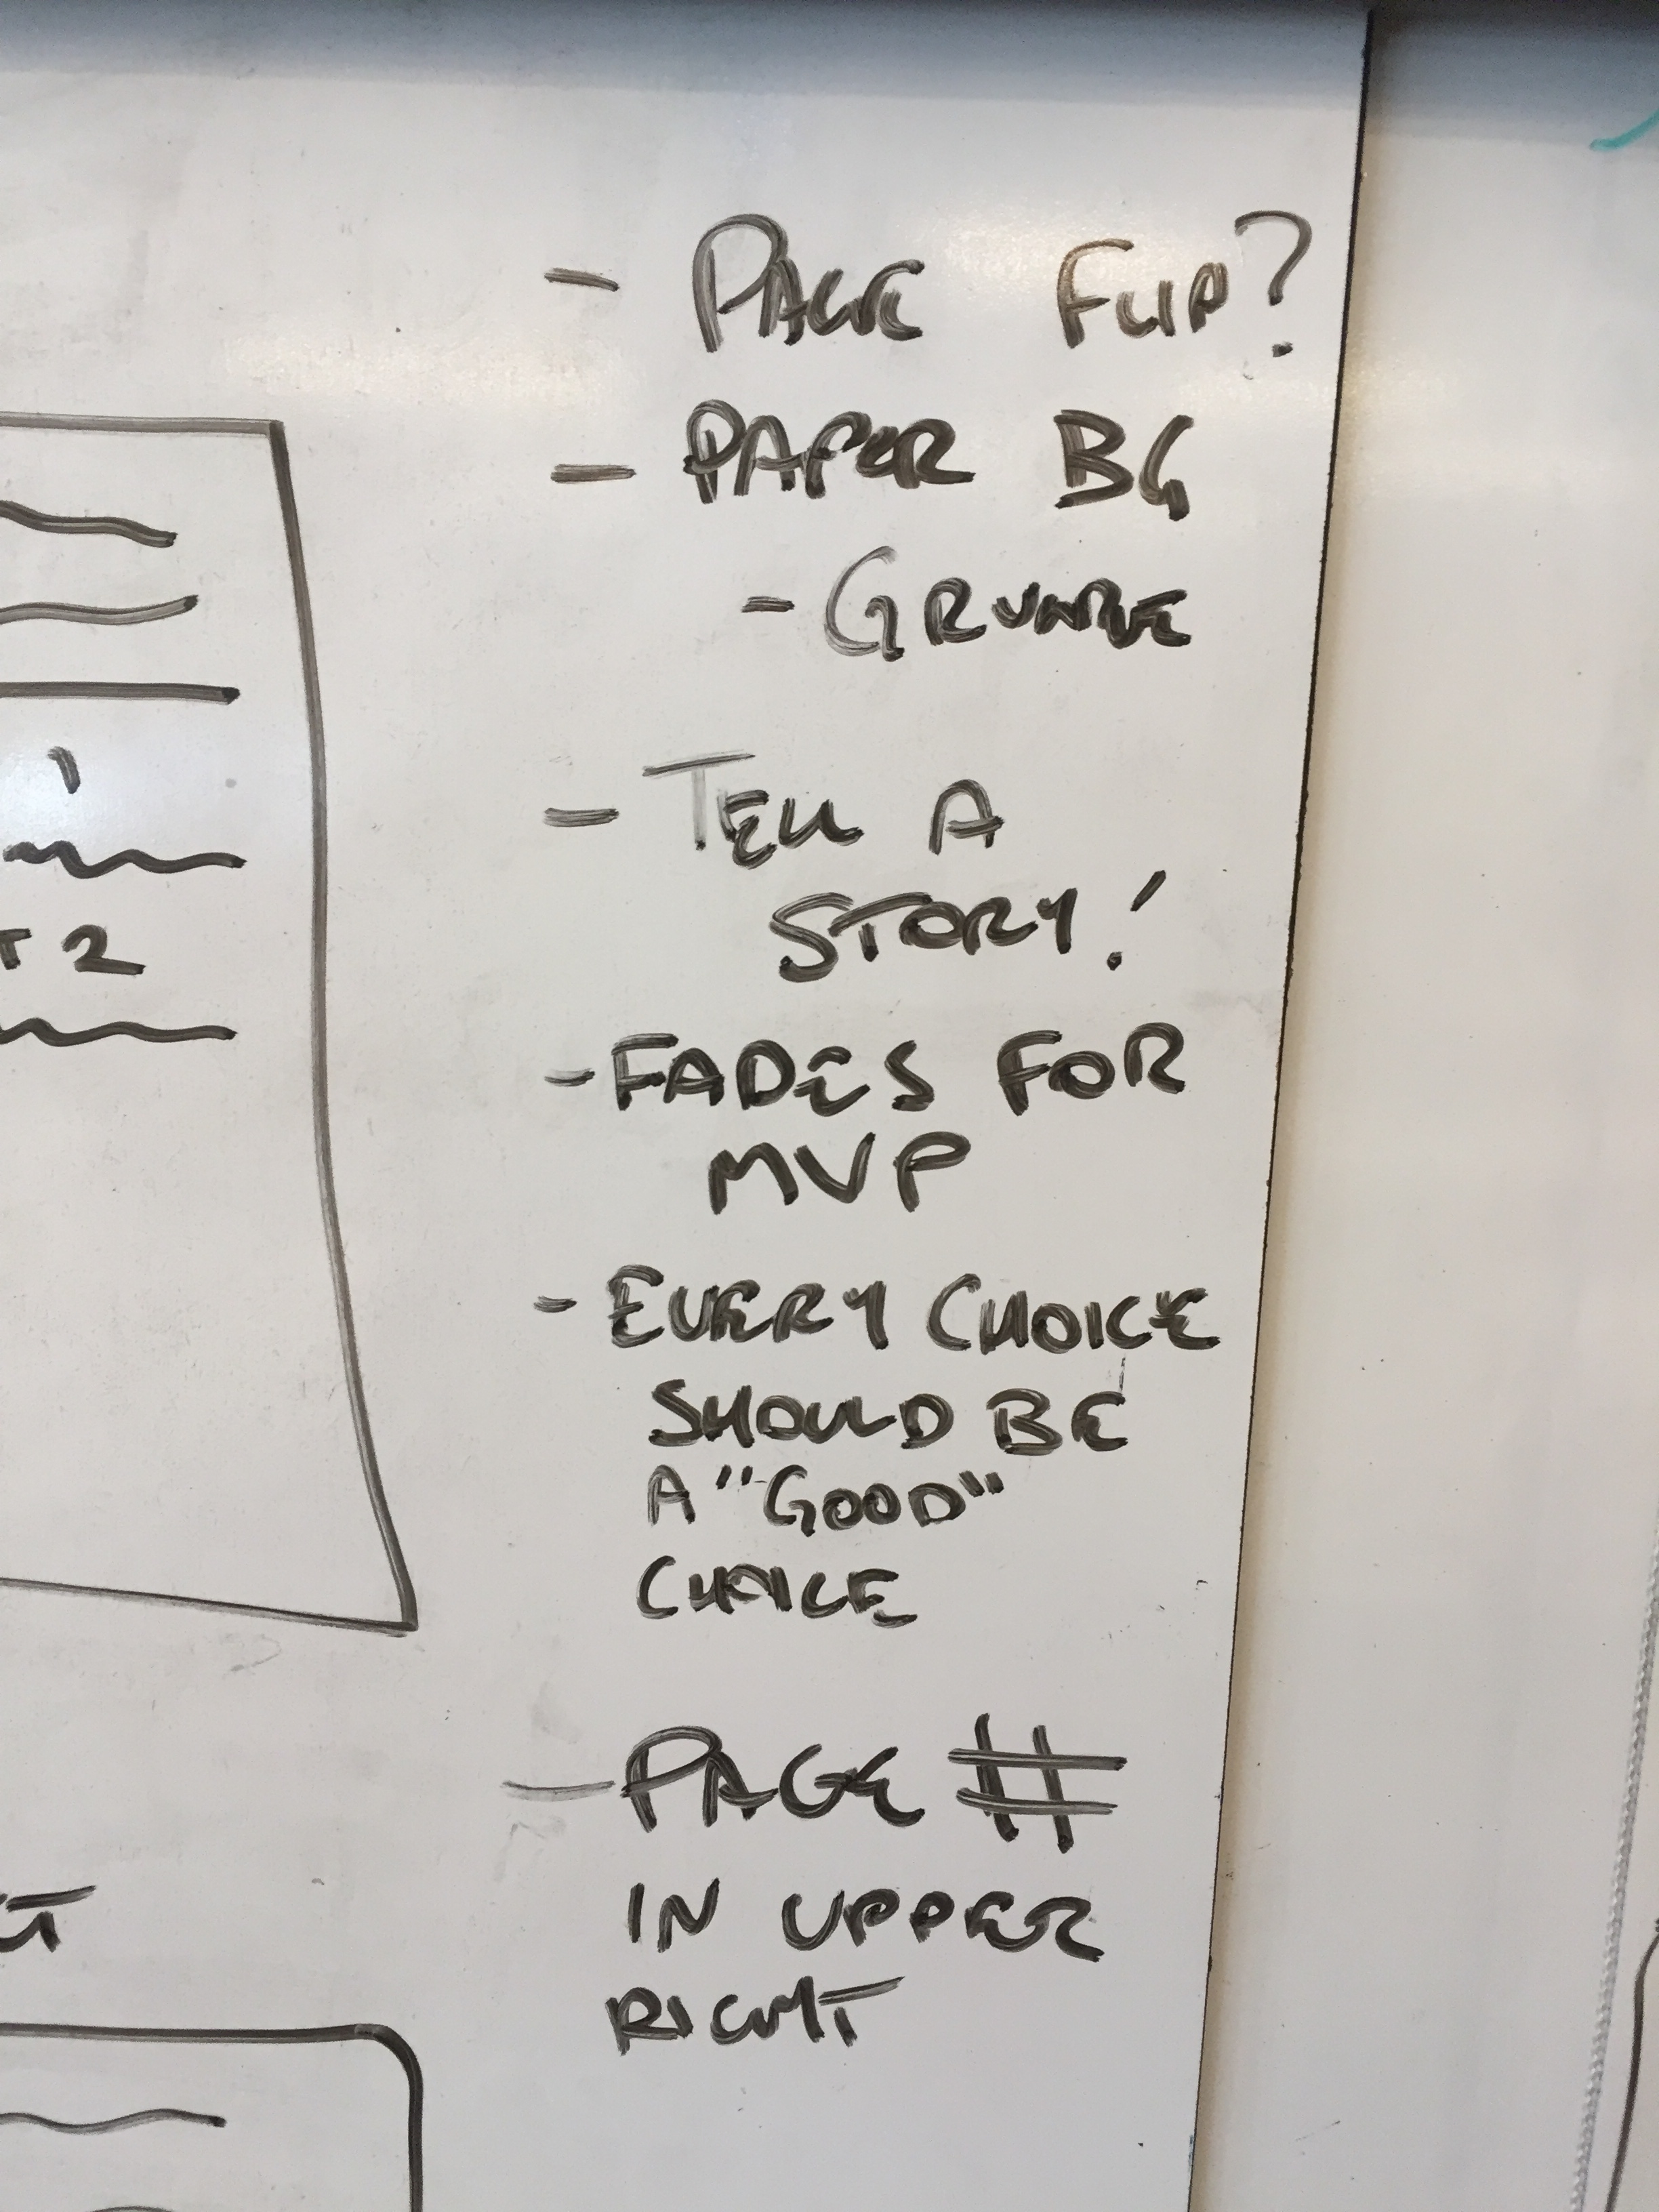 - PAGE FLIP?
- PAPER BG
- GRUNGE
- TELL A
STORY!
- FADES FOR
MVP
- EVERY CHOICE
SHOULD BE
A "GOOD"
CHOICE
- PAGE #
IN UPPER
RIGHT
T 2